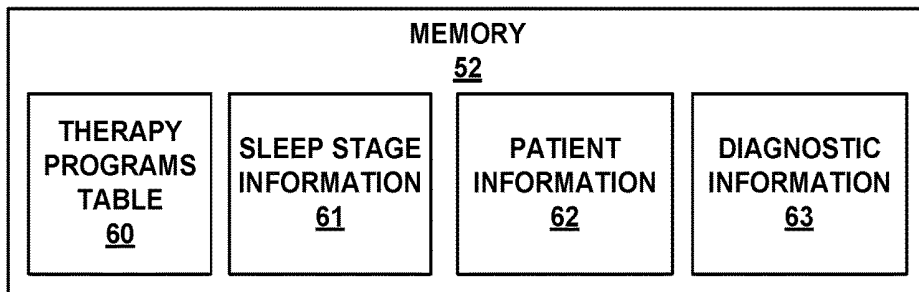 MEMORY
52
THERAPY
PROGRAMS
TABLE
60
SLEEP STAGE
INFORMATION
61
PATIENT
INFORMATION
62
DIAGNOSTIC
INFORMATION
63